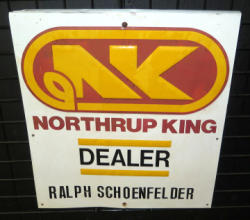 NK
NORTHRUP KING
DEALER
RALPH SCHOENFELDER